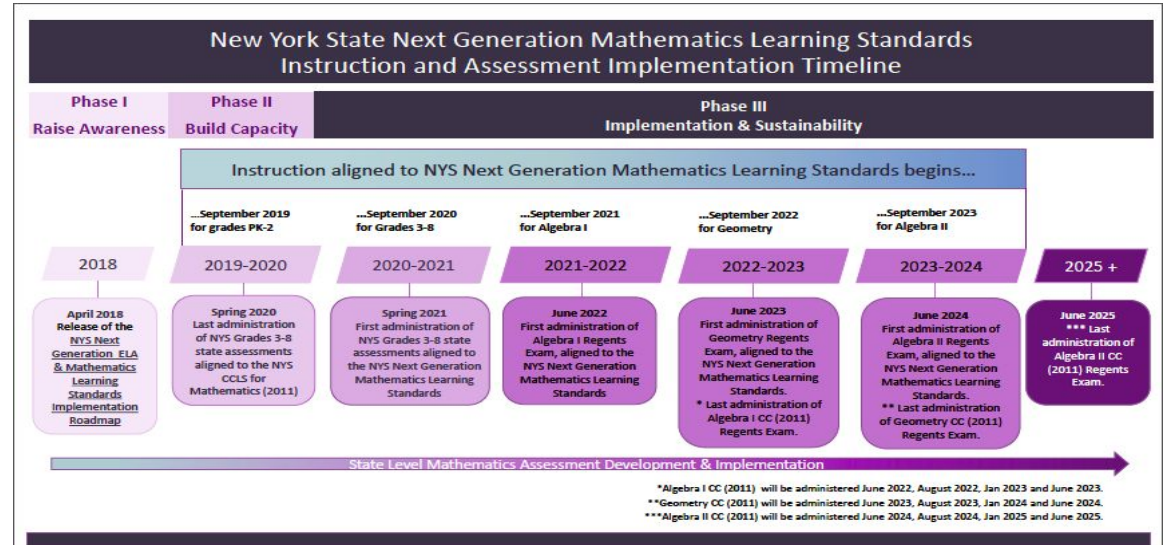 New York State Next Generation Mathematics Learning Standards
Instruction and Assessment Implementation Timeline
Phase I
Raise Awareness
Phase II
Build Capacity
Phase III
Implementation & Sustainability
Instruction aligned to NYS Next Generation Mathematics Learning Standards begins...
...September 2019
for grades PK-2
...September 2020
for Grades 3-8
...September 2021
for Algebra I
...September 2022
for Geometry
...September 2023
for Algebra II
2018
2019-2020
2020-2021
2021-2022
2022-2023
2023-2024
2025 +
April 2018
Release of the
NYS Next
Generation ELA
& Mathematics
Learning
Standards
Implementation
Roadmap
Spring 2020
Last administration
of NYS Grades 3-8
state assessments
aligned to the NYS
CCLS for
Mathematics (2011)
Spring 2021
First administration of
NYS Grades 3-8 state
assessments aligned to
the NYS Next Generation
Mathematics Learning
Standards
June 2022
First administration of
Algebra I Regents
Exam, aligned to the
NYS Next Generation
Mathematics Learning
Standards
June 2023
First administration of
Geometry Regents
Exam, aligned to the
NYS Next Generation
Mathematics Learning
Standards.
* Last administration of
Algebra I CC (2011)
Regents Exam.
June 2024
First administration of
Algebra II Regents
Exam, aligned to the
NYS Next Generation
Mathematics Learning
Standards.
** Last administration
of Geometry CC (2011)
Regents Exam.
June 2025
*** Last
administration of
Algebra II CC
(2011) Regents
Exam.
State Level Mathematics Assessment Development & Implementation
*Algebra I CC (2011) will be administered June 2022, August 2022, Jan 2023 and June 2023.
**Geometry CC (2011) will be administered June 2023, August 2023, Jan 2024 and June 2024.
***Algebra II CC (2011) will be administered June 2024, August 2024, Jan 2025 and June 2025.